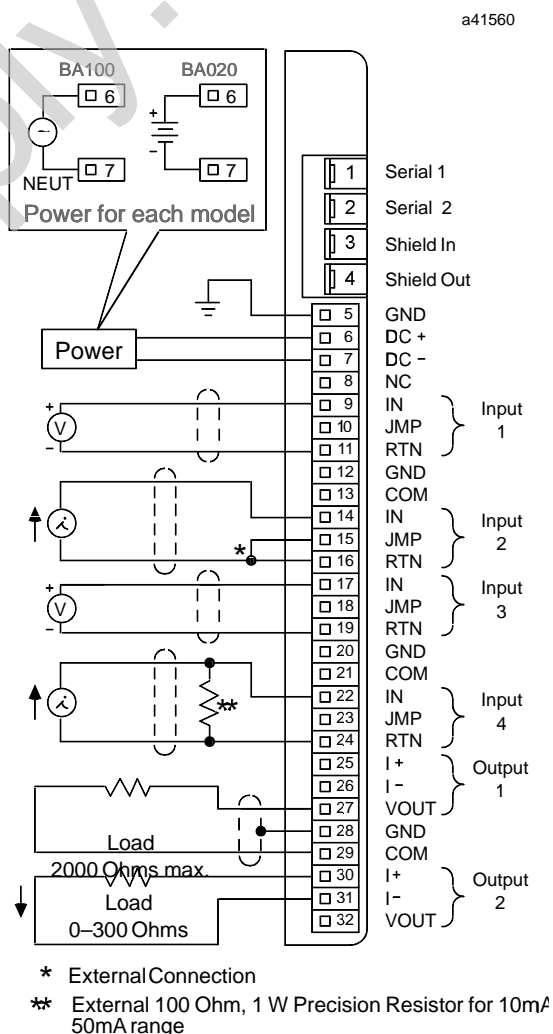 a41560
BA100 BA020
6 6
+
~
−
7 7
NEUT
Power for each model
1 Serial 1
2 Serial 2
3 Shield In
4 Shield Out
5 GND
Power
6 DC +
7 DC −
8 NC
+ V −
9 IN
10 JMP
11 RTN
Input 1
12 GND
13 COM
i
14 IN
* 15 JMP
16 RTN
Input 2
+ V −
17 IN
18 JMP
19 RTN
Input 3
20 GND
21 COM
i
22 IN
** 23 JMP
24 RTN
Input 4
25 I +
26 I −
27 VOUT
Output 1
28 GND
29 COM
Load
2000 Ohms max.
30 I+
31 I−
32 VOUT
Output 2
Load
0–300 Ohms
* External Connection
** External 100 Ohm, 1 W Precision Resistor for 10mA
50mA range